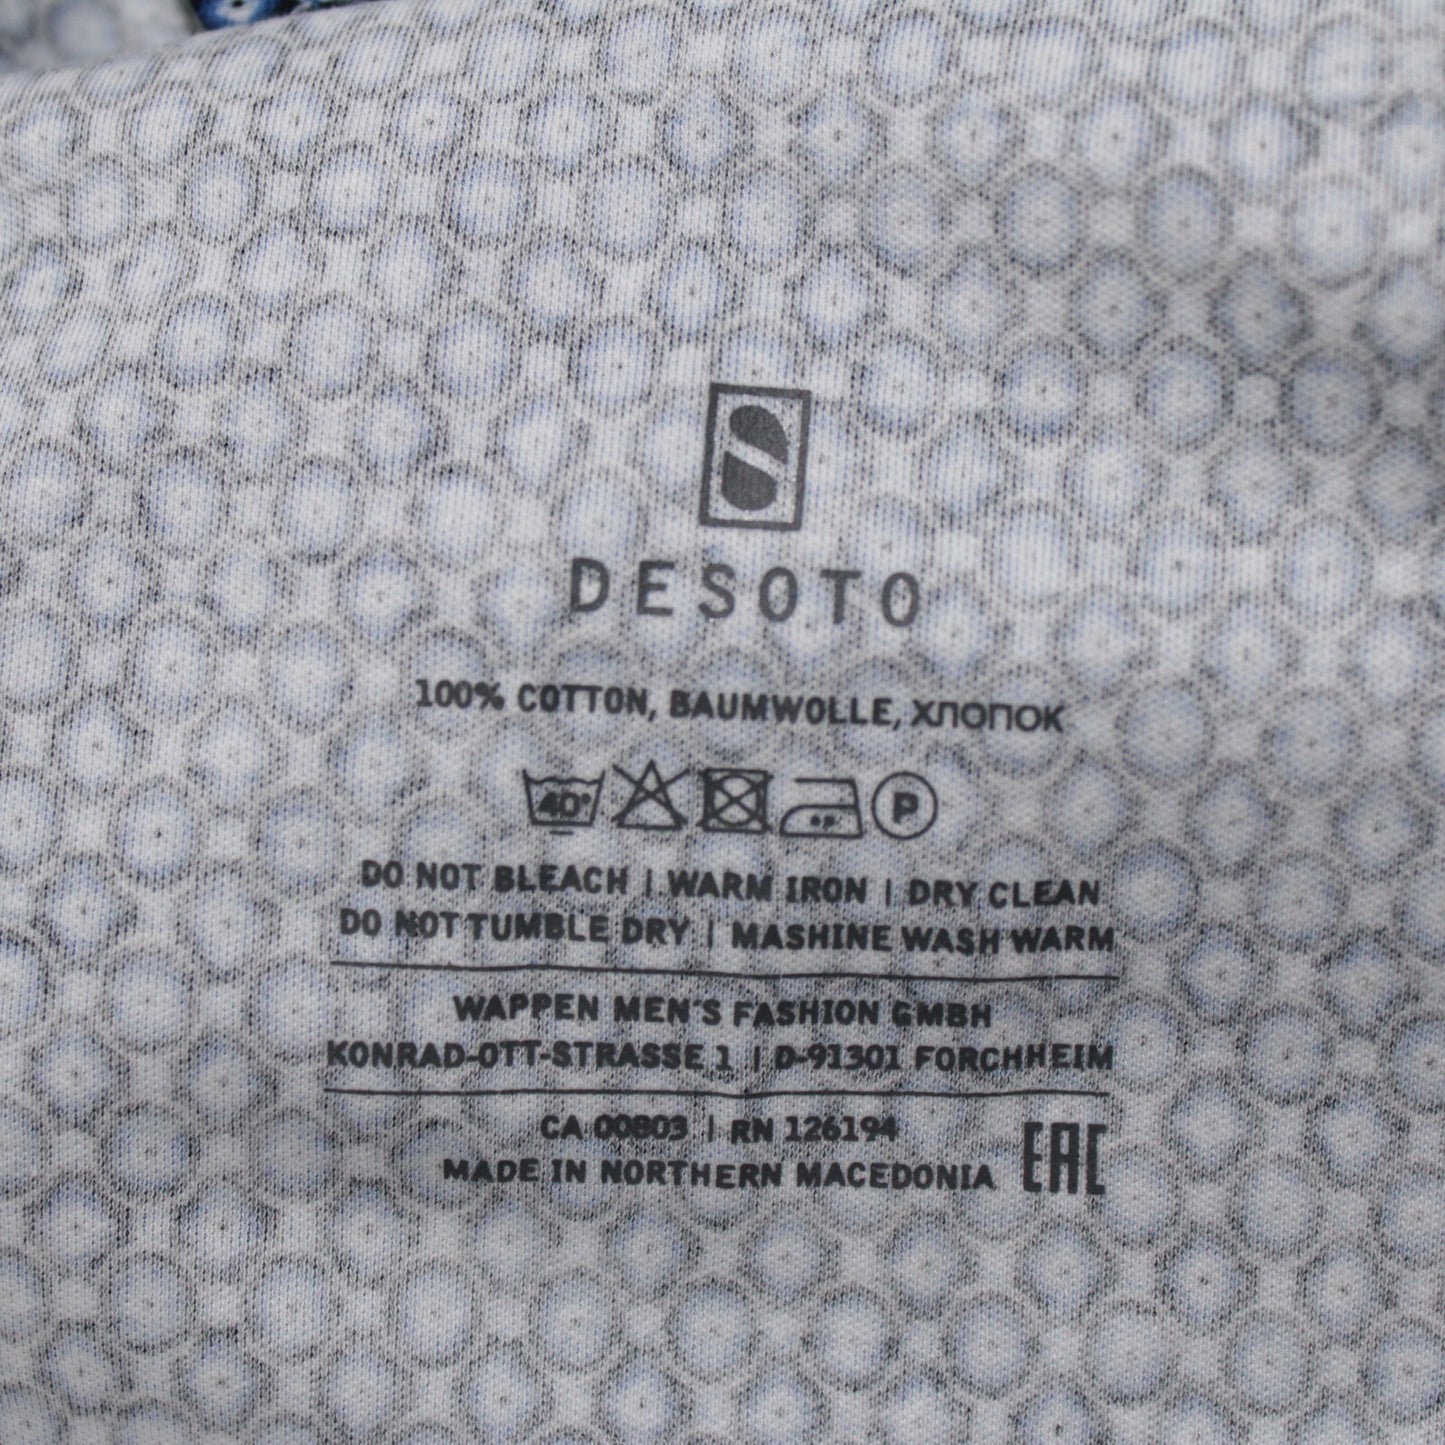 S
DESOTO
100% COTTON, BAUMWOLLE, ХЛОПОК
40° P
DO NOT BLEACH | WARM IRON | DRY CLEAN
DO NOT TUMBLE DRY | MASHINE WASH WARM
WAPPEN MEN'S FASHION GMBH
KONRAD-OTT-STRASSE 1 | D-91301 FORCHHEIM
CA 00803 | RN 126194
MADE IN NORTHERN MACEDONIA EAC